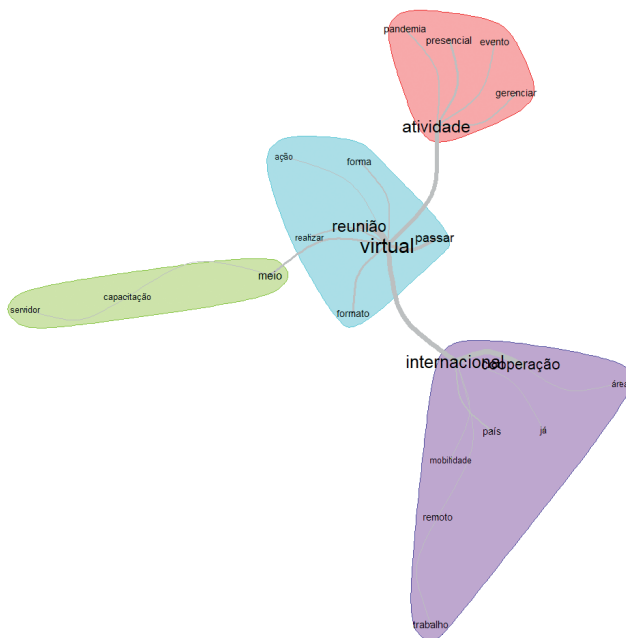 pandemia
presencial
evento
gerenciar
atividade
ação
forma
reunião
realizar
passar
virtual
meio
capacitação
servidor
formato
internacional
cooperação
área
país
já
mobilidade
remoto
trabalho